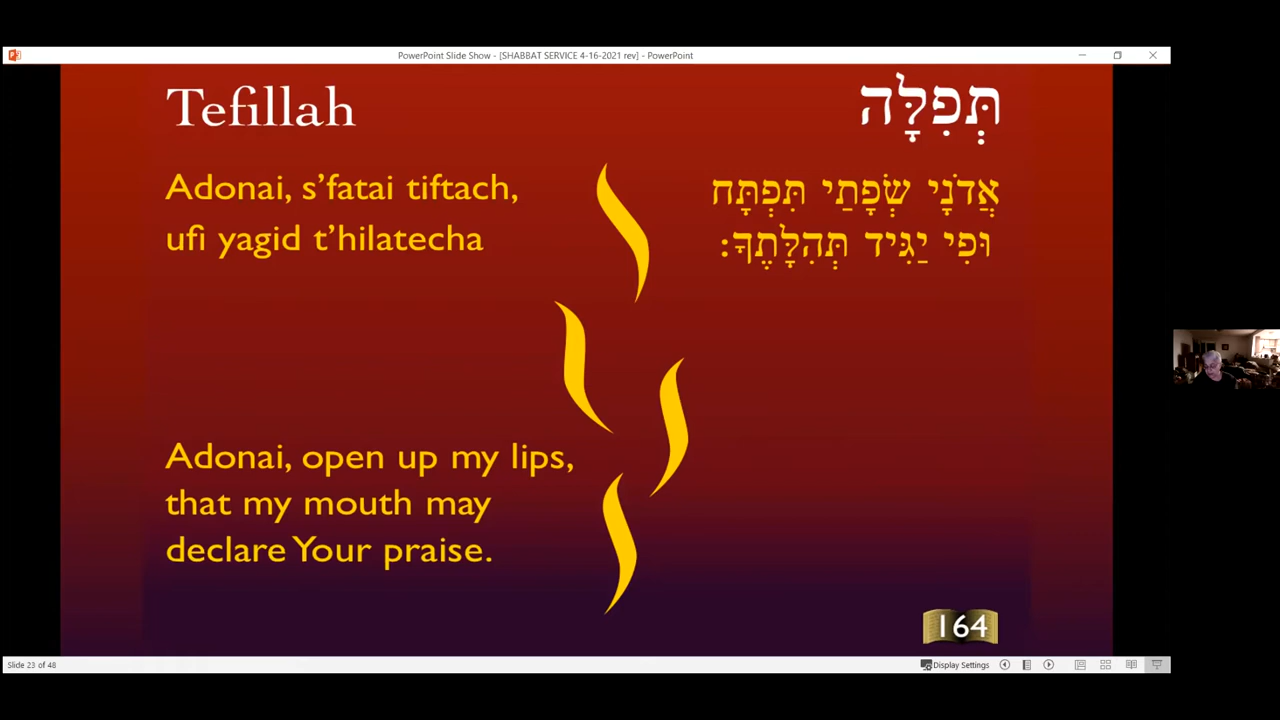 PowerPoint Slide Show - [SHABBAT SERVICE 4-16-2021 rev] - PowerPoint
Tefillah
תְּפִלָּה
Adonai, s’fatai tiftach,
ufi yagid t’hilatecha
אֲדֹנָי שְׂפָתַי תִּפְתָּח
וּפִי יַגִּיד תְּהִלָּתֶךָ׃
Adonai, open up my lips,
that my mouth may
declare Your praise.
164
Slide 23 of 48
Display Settings